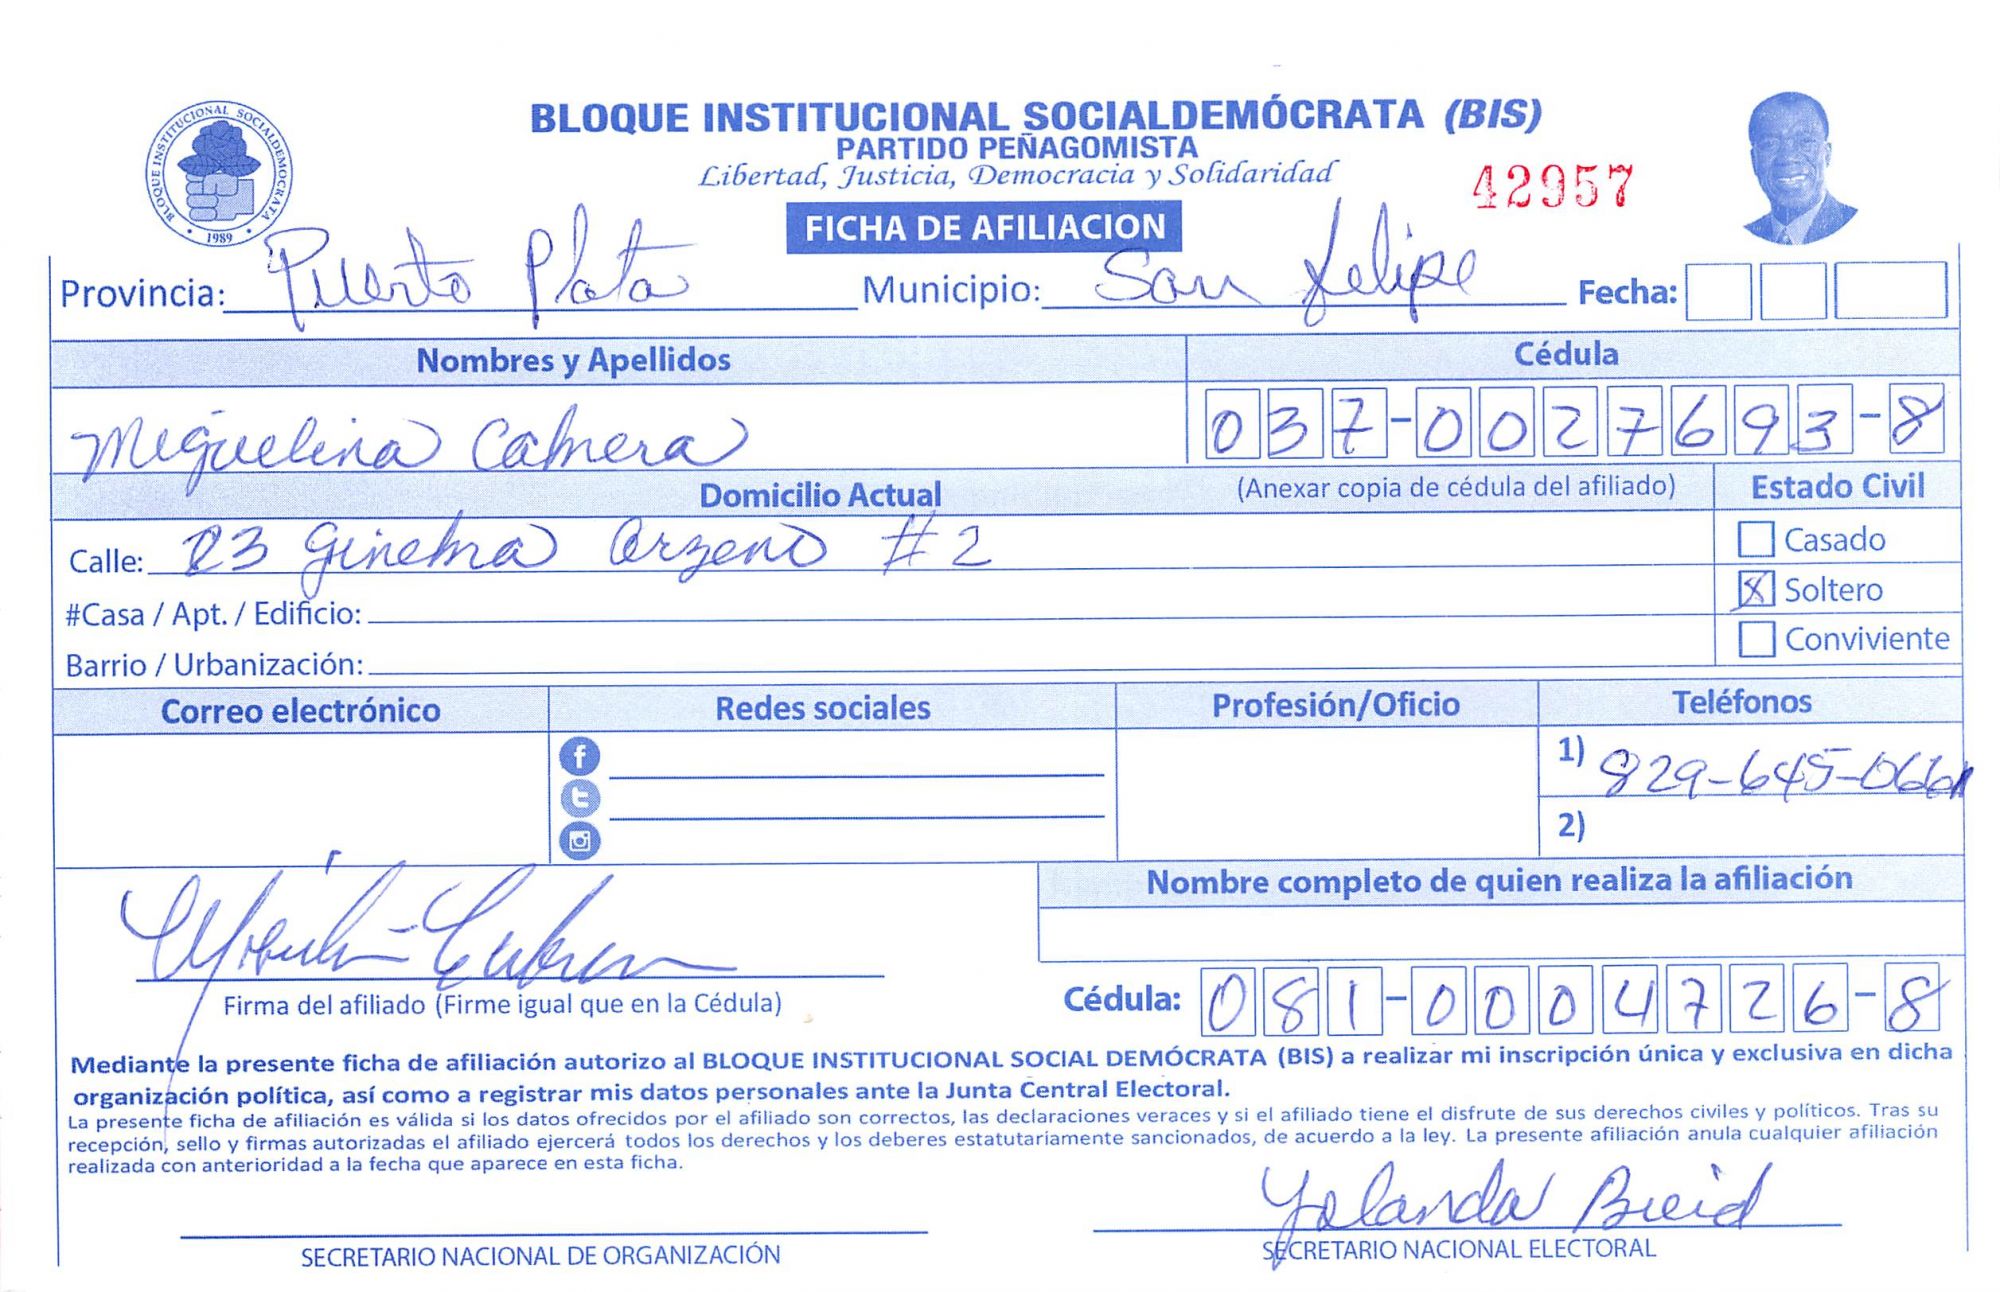 BLOQUE INSTITUCIONAL SOCIALDEMÓCRATA (BIS)
PARTIDO PEÑAGOMISTA
Libertad, Justicia, Democracia y Solidaridad
42957
BLOQUE INSTITUCIONAL SOCIALDEMOCRATA
1989
FICHA DE AFILIACION
Provincia: Puerto Plata Municipio: San Felipe Fecha:
Nombres y Apellidos Cédula
Miguelina Cabrera 037-0027693-8
Domicilio Actual (Anexar copia de cédula del afiliado) Estado Civil
Calle: 23 Ginebra Arzeno #2
Casado
X Soltero
Conviviente
#Casa / Apt. / Edificio:
Barrio / Urbanización:
Correo electrónico Redes sociales Profesión/Oficio Teléfonos
1) 829-645-066
2)
Nombre completo de quien realiza la afiliación
Firma del afiliado (Firme igual que en la Cédula)
Cédula: 081-0004726-8
Mediante la presente ficha de afiliación autorizo al BLOQUE INSTITUCIONAL SOCIAL DEMÓCRATA (BIS) a realizar mi inscripción única y exclusiva en dicha
organización política, así como a registrar mis datos personales ante la Junta Central Electoral.
La presente ficha de afiliación es válida si los datos ofrecidos por el afiliado son correctos, las declaraciones veraces y si el afiliado tiene el disfrute de sus derechos civiles y políticos. Tras su
recepción, sello y firmas autorizadas el afiliado ejercerá todos los derechos y los deberes estatutariamente sancionados, de acuerdo a la ley. La presente afiliación anula cualquier afiliación
realizada con anterioridad a la fecha que aparece en esta ficha.
Yolanda
SECRETARIO NACIONAL DE ORGANIZACIÓN SECRETARIO NACIONAL ELECTORAL